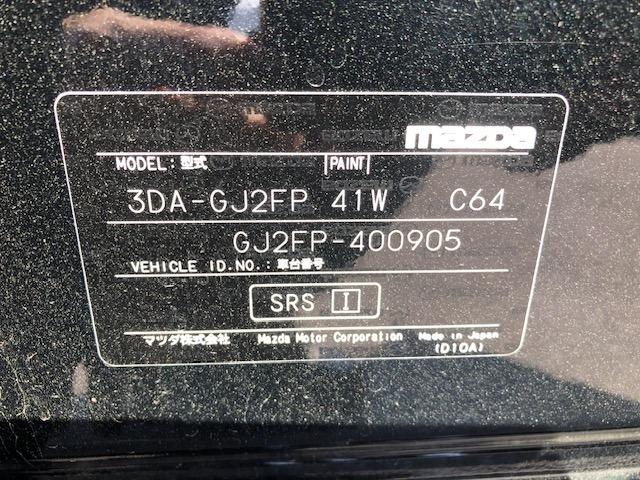 mazda
MODEL: 型式 PAINT
3DA-GJ2FP 41W C64
GJ2FP-400905
VEHICLE ID.NO.: 車台番号
SRS I
マツダ株式会社 Mazda Motor Corporation Made in Japan
(D10A)